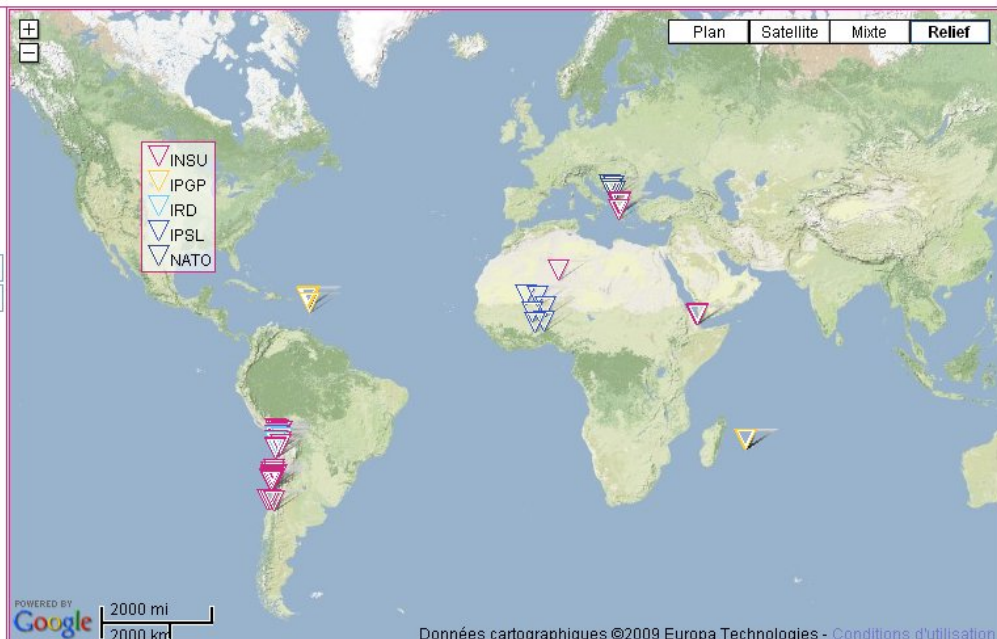 +
−
Plan Satellite Mixte Relief
INSU
IPGP
IRD
IPSL
NATO
POWERED BY
Google
2000 mi
2000 km
Données cartographiques ©2009 Europa Technologies - Conditions d'utilisation